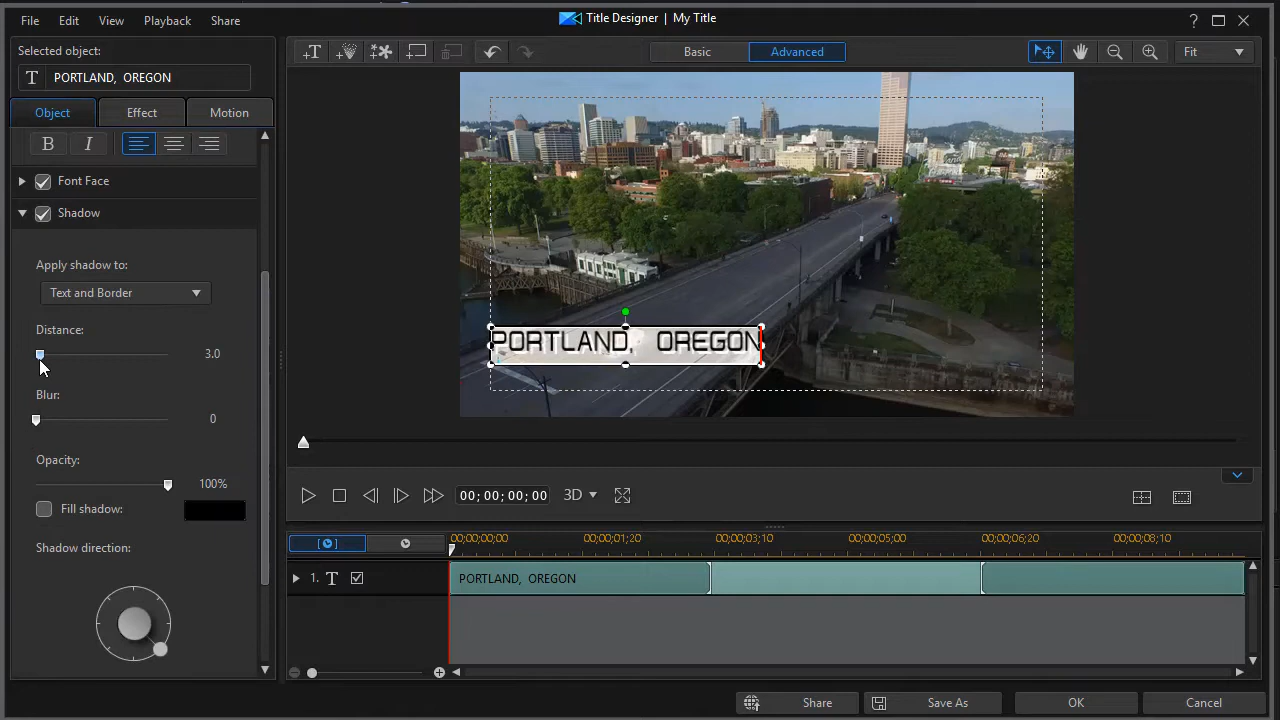 Title Designer | My Title
File Edit View Playback Share
?
Selected object:
T PORTLAND, OREGON
Object Effect Motion
B I
Font Face
Shadow
Apply shadow to:
Text and Border
Distance:
3.0
Blur:
0
Opacity:
100%
Fill shadow:
Shadow direction:
Basic Advanced
Fit
PORTLAND, OREGON
00;00;00;00 3D
00;00;00;00 00;00;01;20 00;00;03;10 00;00;05;00 00;00;06;20 00;00;08;10
1. T PORTLAND, OREGON
Share Save As OK Cancel